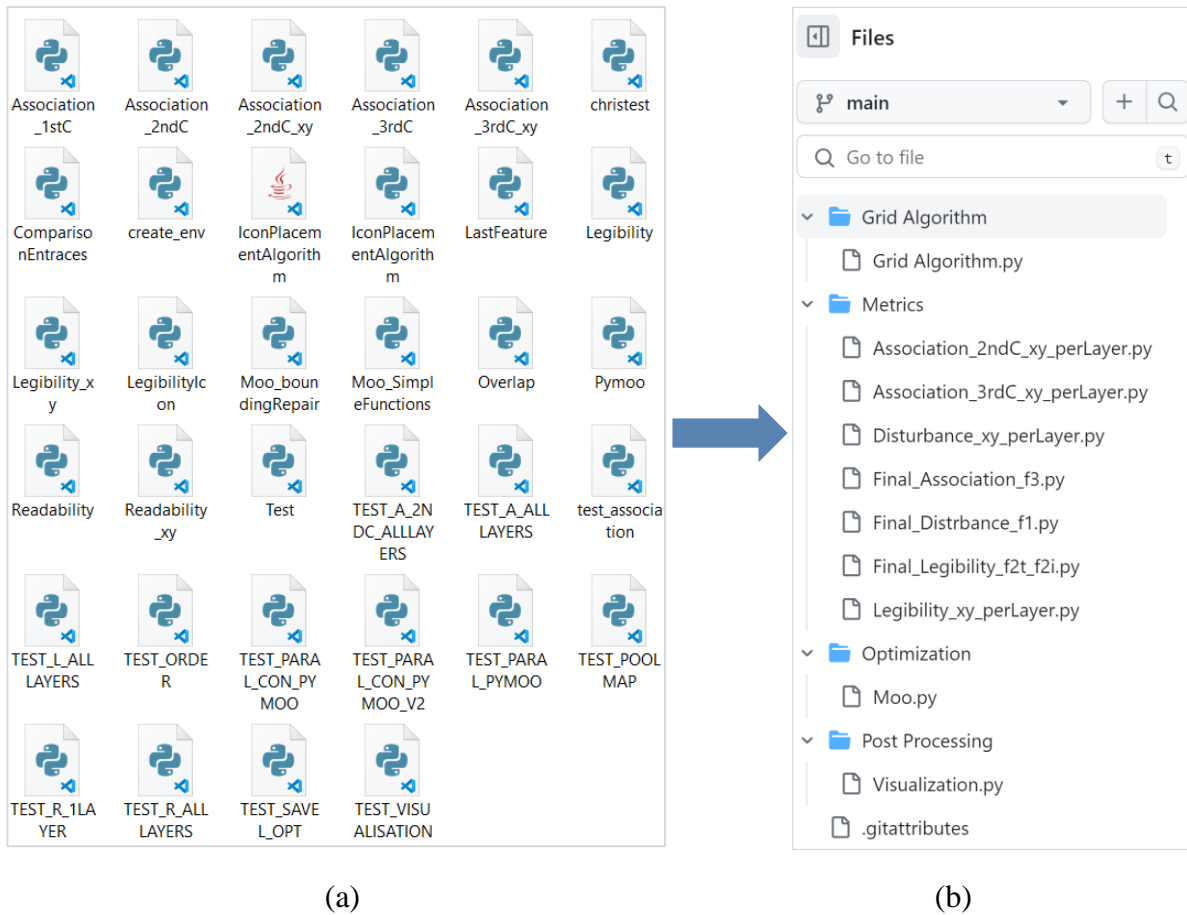 Association
_1stC
Association
_2ndC
Association
_2ndC_xy
Association
_3rdC
Association
_3rdC_xy
christest
Compariso
nEntraces
create_env
IconPlacem
entAlgorith
m
IconPlacem
entAlgorith
m
LastFeature
Legibility
Legibility_x
y
LegibilityIc
on
Moo_boun
dingRepair
Moo_Simpl
eFunctions
Overlap
Pymoo
Readability
Readability
_xy
Test
TEST_A_2N
DC_ALLLAY
ERS
TEST_A_ALL
LAYERS
test_associa
tion
TEST_L_ALL
LAYERS
TEST_ORDE
R
TEST_PARA
L_CON_PY
MOO
TEST_PARA
L_CON_PY
MOO_V2
TEST_PARA
L_PYMOO
TEST_POOL
MAP
TEST_R_1LA
YER
TEST_R_ALL
LAYERS
TEST_SAVE
L_OPT
TEST_VISU
ALISATION
(a)
Files
main
Go to file
t
Grid Algorithm
Grid Algorithm.py
Metrics
Association_2ndC_xy_perLayer.py
Association_3rdC_xy_perLayer.py
Disturbance_xy_perLayer.py
Final_Association_f3.py
Final_Distrbance_f1.py
Final_Legibility_f2t_f2i.py
Legibility_xy_perLayer.py
Optimization
Moo.py
Post Processing
Visualization.py
.gitattributes
(b)